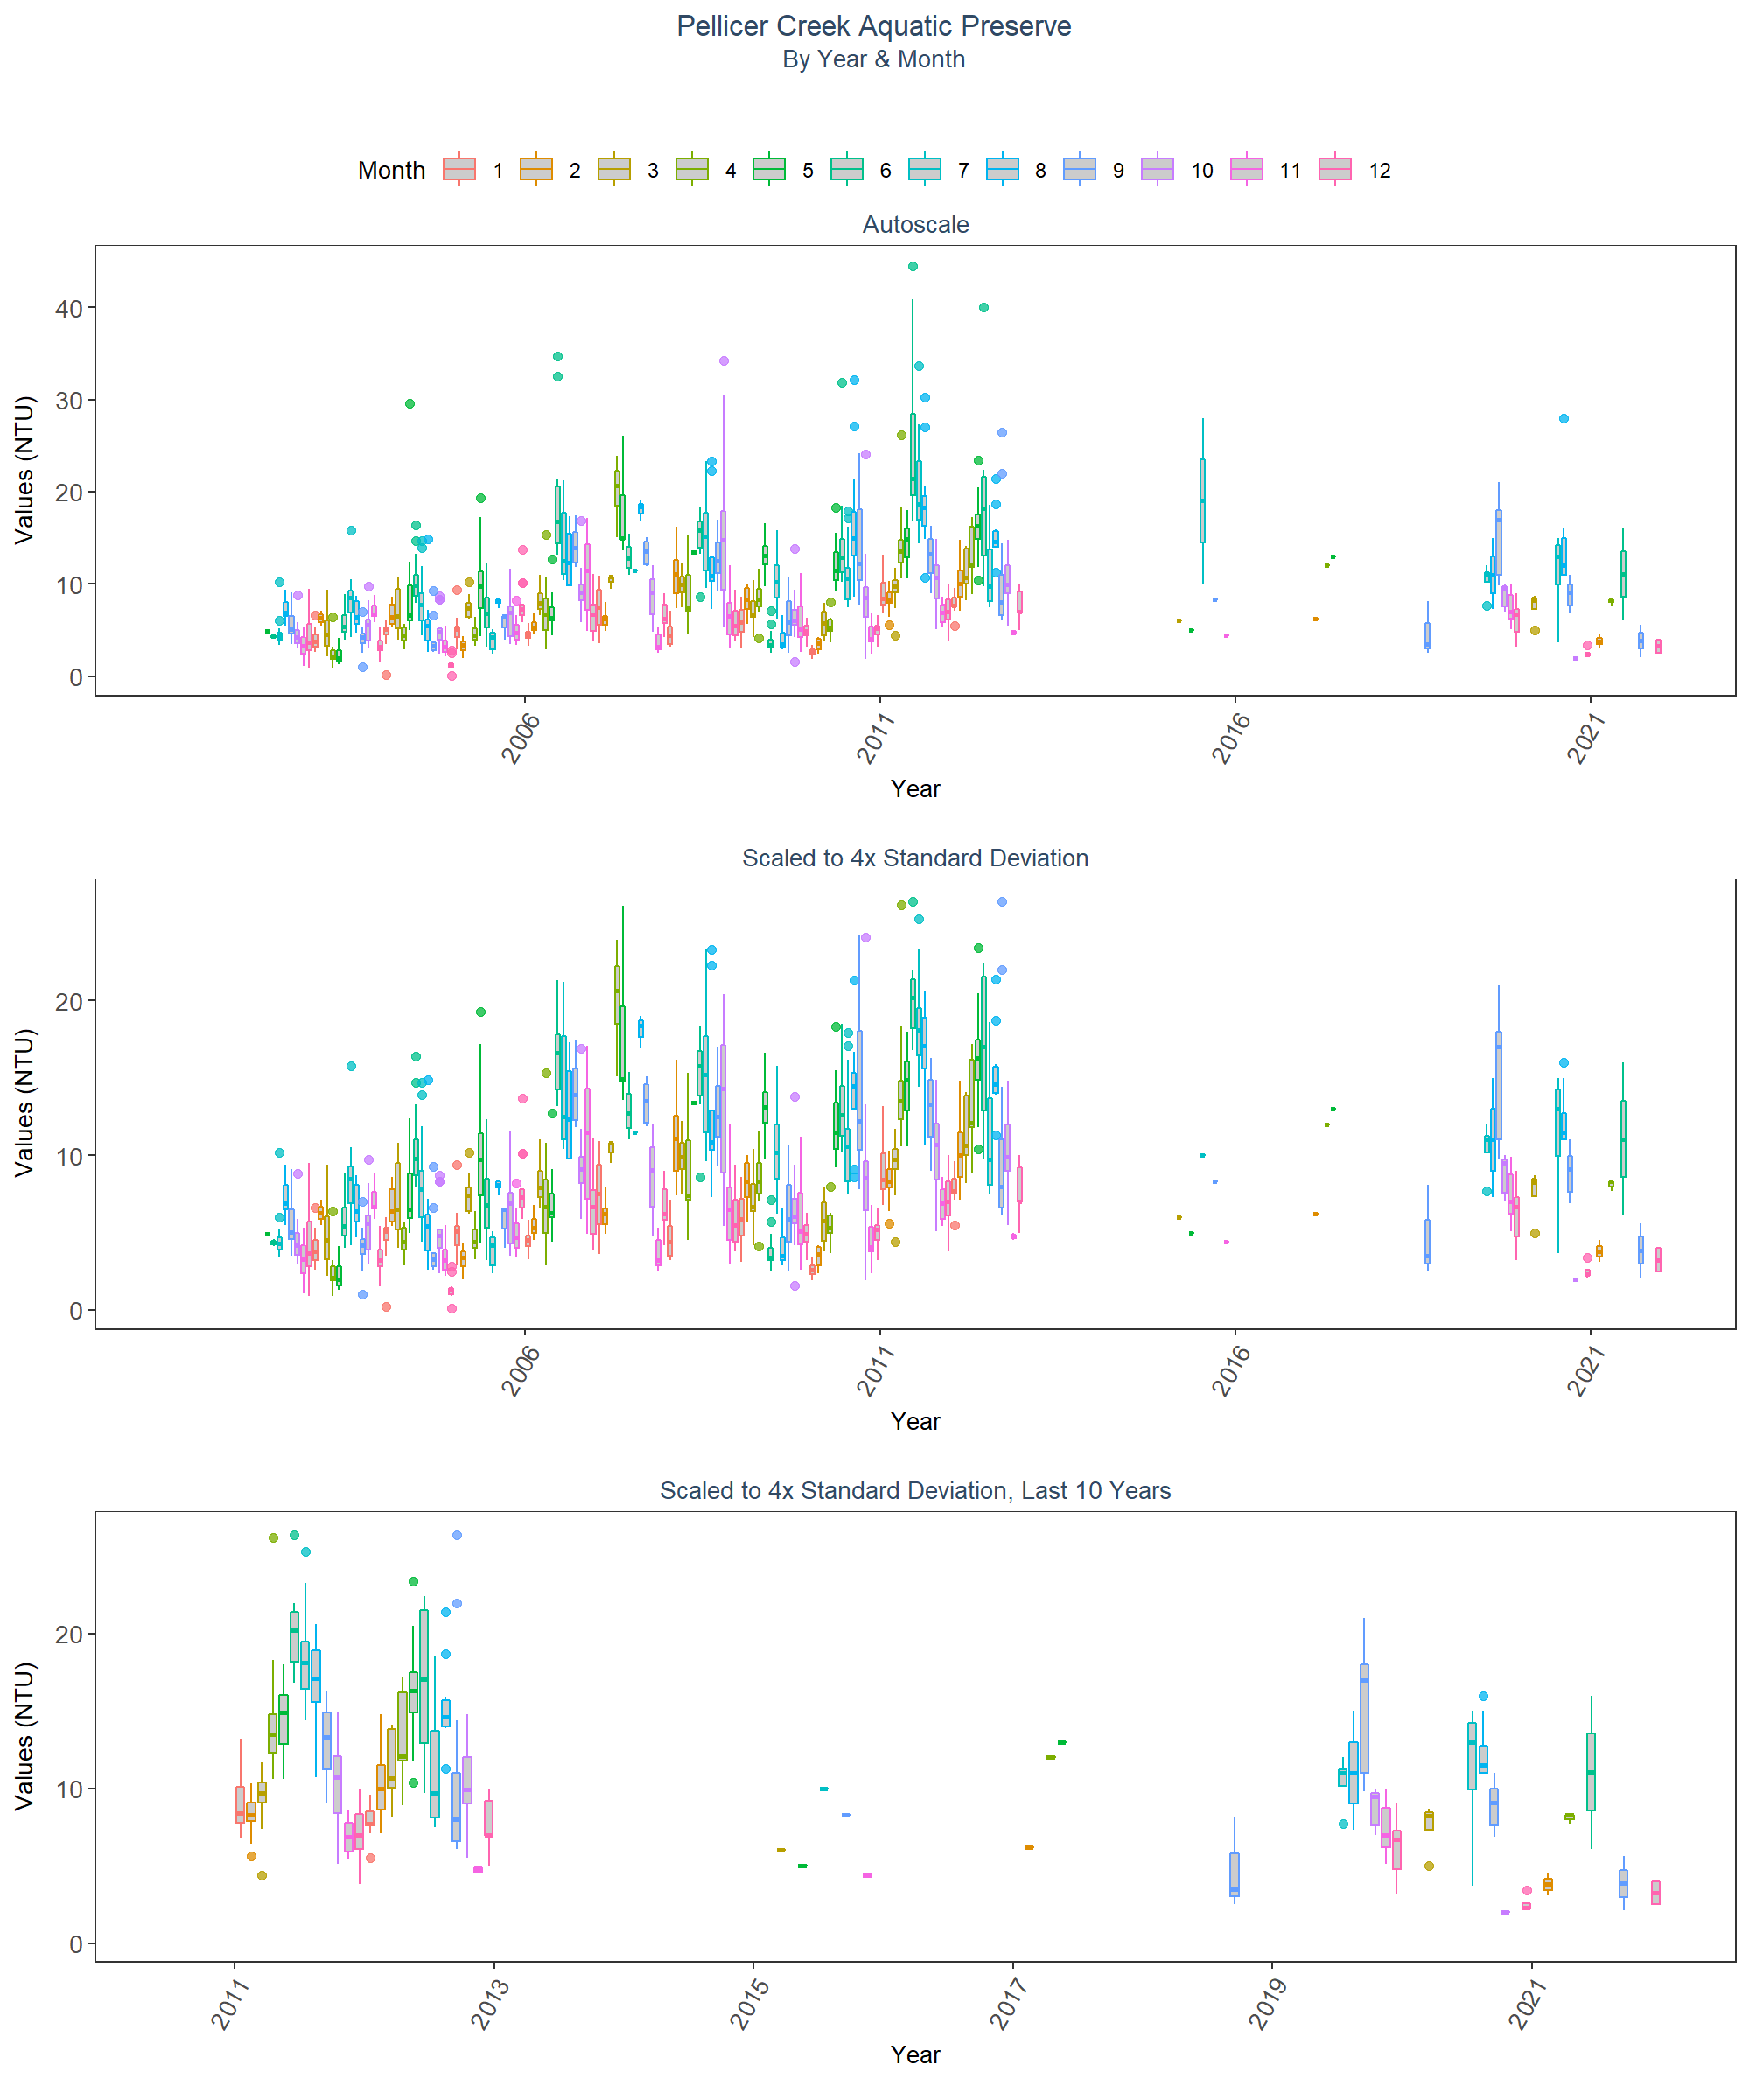 Pellicer Creek Aquatic Preserve
By Year & Month
Month 1 2 3 4 5 6 7 8 9 10 11 12
Autoscale
Values (NTU)
40
30
20
10
0
2006 2011 2016 2021
Year
Scaled to 4x Standard Deviation
Values (NTU)
20
10
0
2006 2011 2016 2021
Year
Scaled to 4x Standard Deviation, Last 10 Years
Values (NTU)
20
10
0
2011 2013 2015 2017 2019 2021
Year